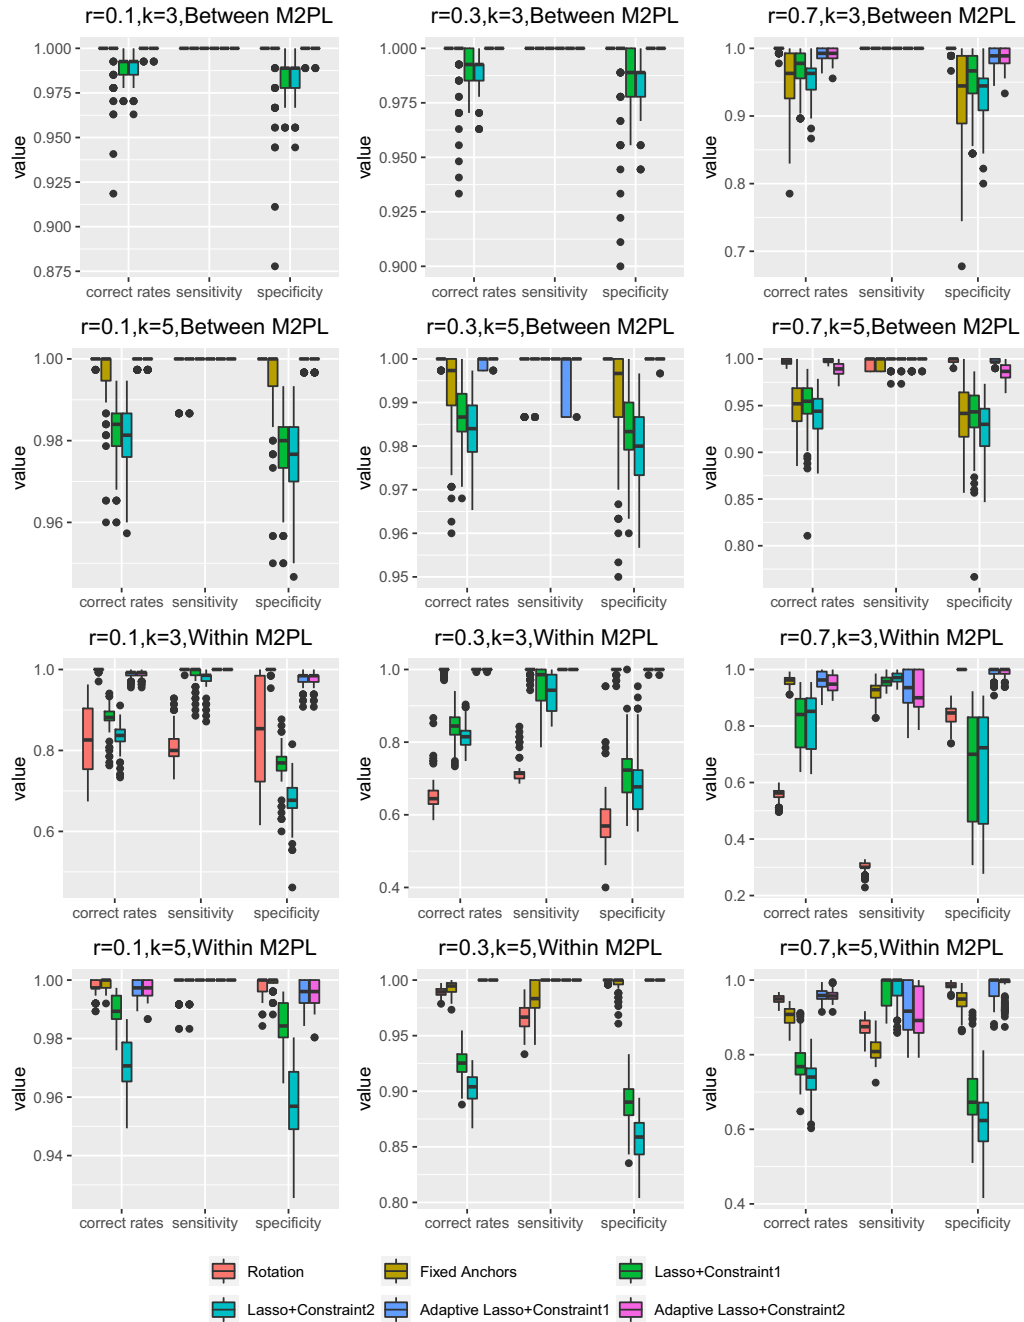 r=0.1,k=3,Between M2PL
r=0.3,k=3,Between M2PL
r=0.7,k=3,Between M2PL
value
1.000
0.975
0.950
0.925
0.900
0.875
correct rates sensitivity specificity
value
1.000
0.975
0.950
0.925
0.900
correct rates sensitivity specificity
value
1.0
0.9
0.8
0.7
correct rates sensitivity specificity
r=0.1,k=5,Between M2PL
r=0.3,k=5,Between M2PL
r=0.7,k=5,Between M2PL
value
1.00
0.98
0.96
correct rates sensitivity specificity
value
1.00
0.99
0.98
0.97
0.96
0.95
correct rates sensitivity specificity
value
1.00
0.95
0.90
0.85
0.80
correct rates sensitivity specificity
r=0.1,k=3,Within M2PL
r=0.3,k=3,Within M2PL
r=0.7,k=3,Within M2PL
value
1.0
0.8
0.6
correct rates sensitivity specificity
value
1.0
0.8
0.6
0.4
correct rates sensitivity specificity
value
1.0
0.8
0.6
0.4
0.2
correct rates sensitivity specificity
r=0.1,k=5,Within M2PL
r=0.3,k=5,Within M2PL
r=0.7,k=5,Within M2PL
value
1.00
0.98
0.96
0.94
correct rates sensitivity specificity
value
1.00
0.95
0.90
0.85
0.80
correct rates sensitivity specificity
value
1.0
0.8
0.6
0.4
correct rates sensitivity specificity
Rotation
Fixed Anchors
Lasso+Constraint1
Lasso+Constraint2
Adaptive Lasso+Constraint1
Adaptive Lasso+Constraint2